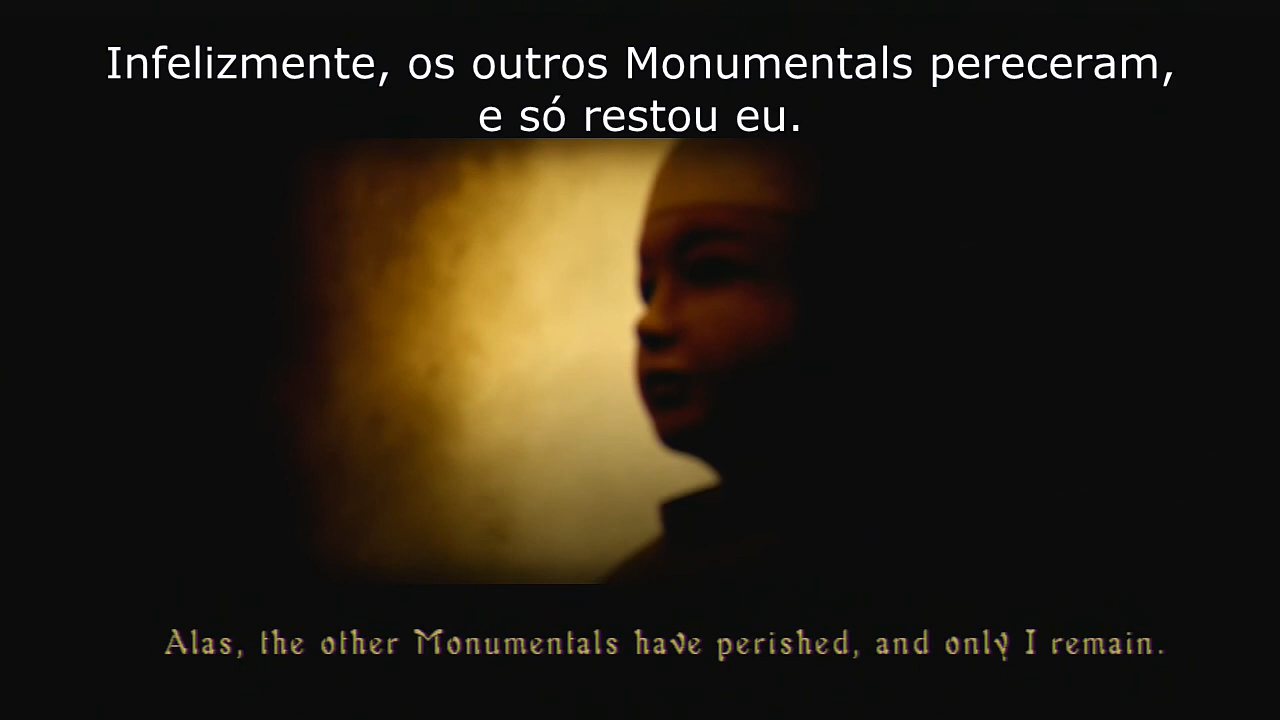 Infelizmente, os outros Monumentals pereceram,
e só restou eu.
Alas, the other Monumentals have perished, and only I remain.